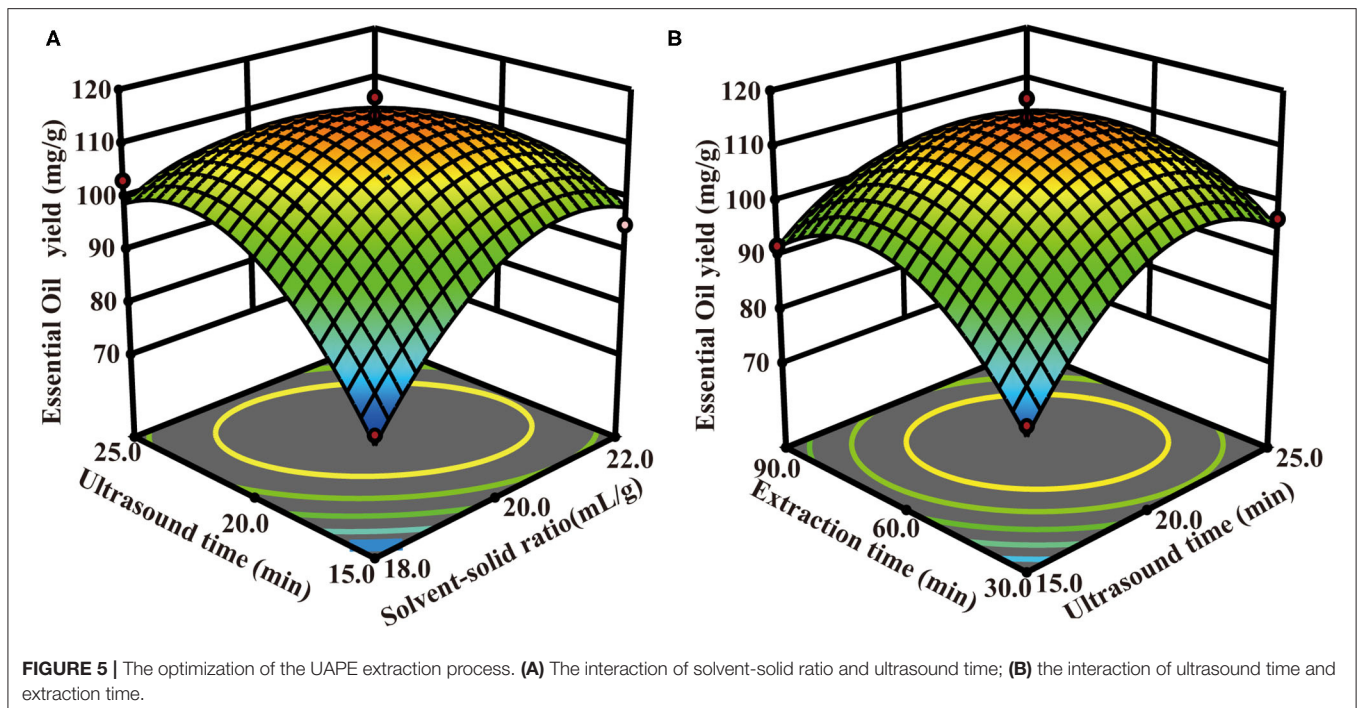 A
120
110
100
90
80
70
Essential Oil yield (mg/g)
25.0
20.0
15.0
Ultrasound time (min)
18.0
20.0
22.0
Solvent-solid ratio(mL/g)
B
120
110
100
90
80
70
Essential Oil yield (mg/g)
90.0
60.0
30.0
Extraction time (min)
15.0
20.0
25.0
Ultrasound time (min)
FIGURE 5 | The optimization of the UAPE extraction process. (A) The interaction of solvent-solid ratio and ultrasound time; (B) the interaction of ultrasound time and
extraction time.